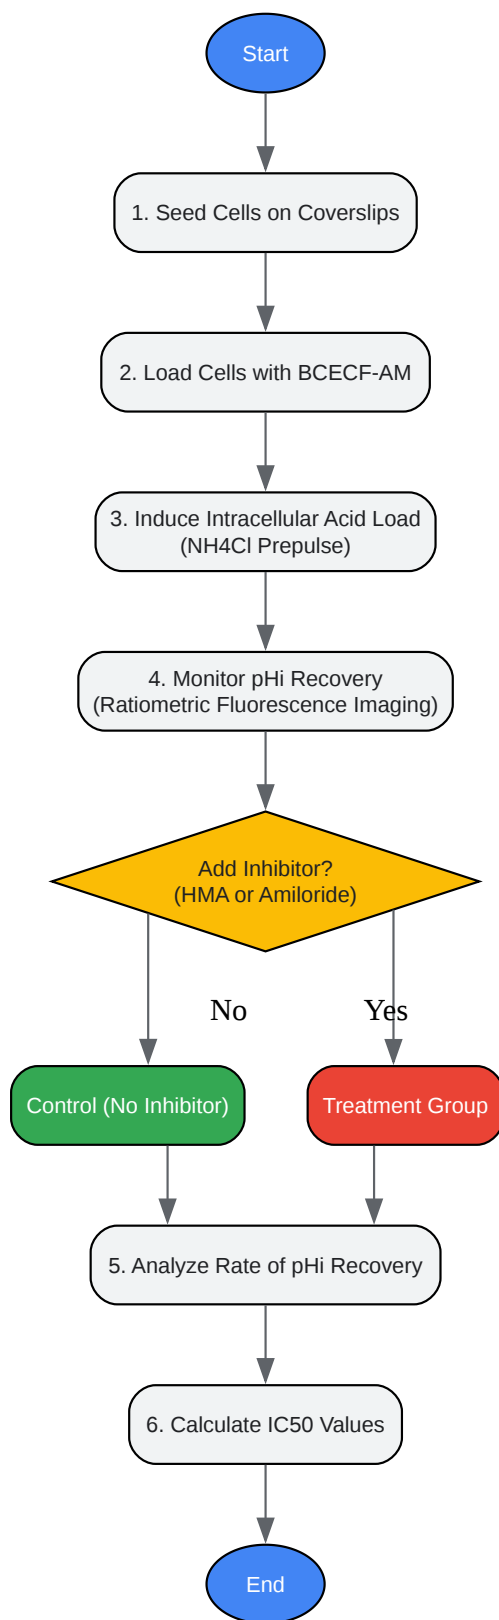 Start
1. Seed Cells on Coverslips
2. Load Cells with BCECF-AM
3. Induce Intracellular Acid Load
(NH4Cl Prepulse)
4. Monitor pHi Recovery
(Ratiometric Fluorescence Imaging)
Add Inhibitor?
(HMA or Amiloride)
No
Yes
Control (No Inhibitor)
Treatment Group
5. Analyze Rate of pHi Recovery
6. Calculate IC50 Values
End